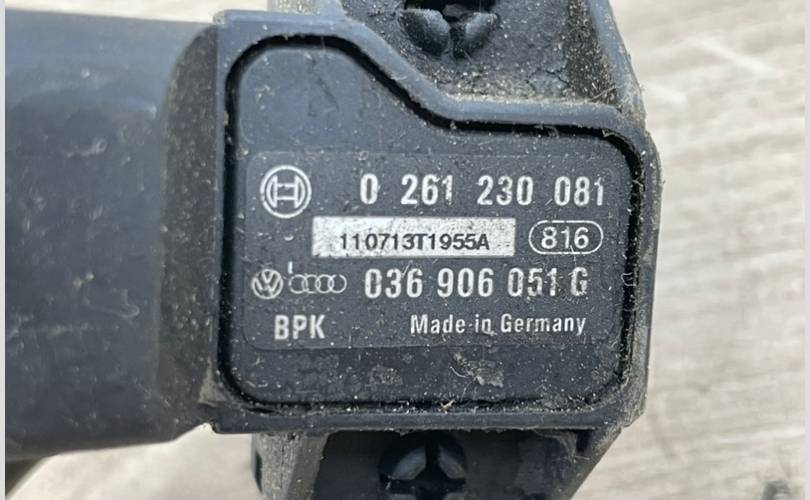 0 261 230 081
110713T1955A 816
036 906 051 G
BPK Made in Germany